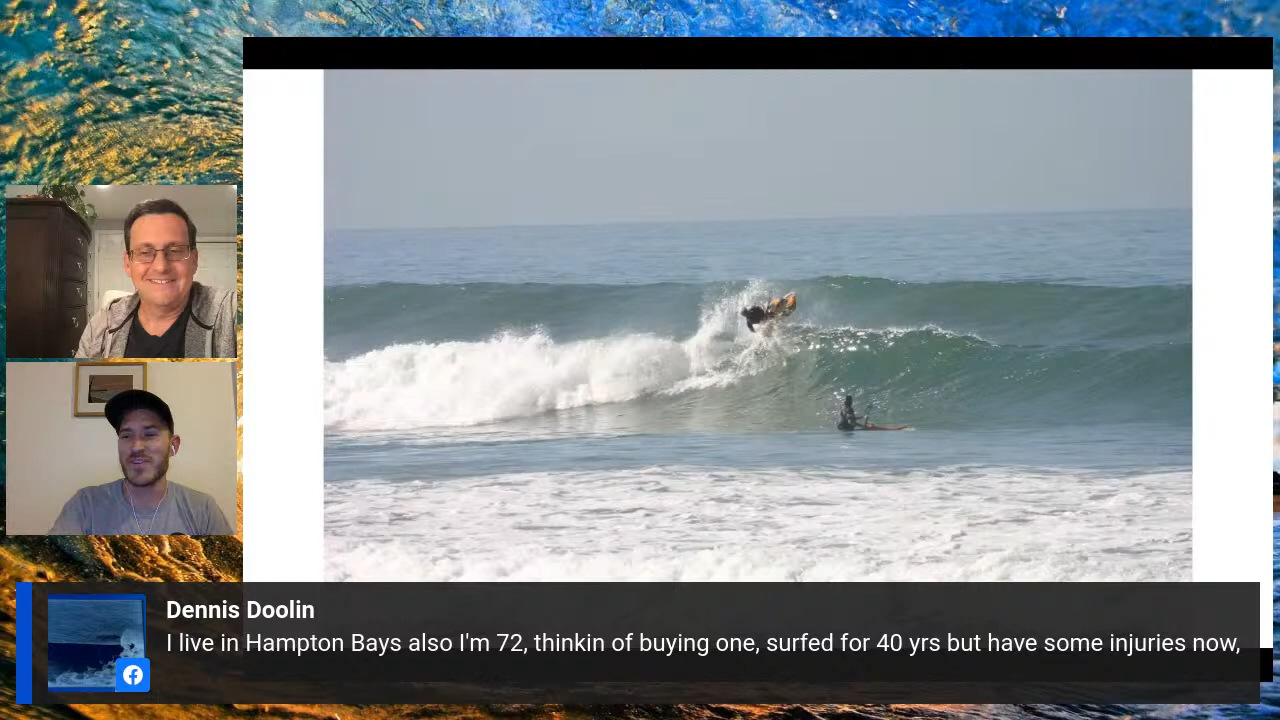 Dennis Doolin
I live in Hampton Bays also I'm 72, thinkin of buying one, surfed for 40 yrs but have some injuries now,